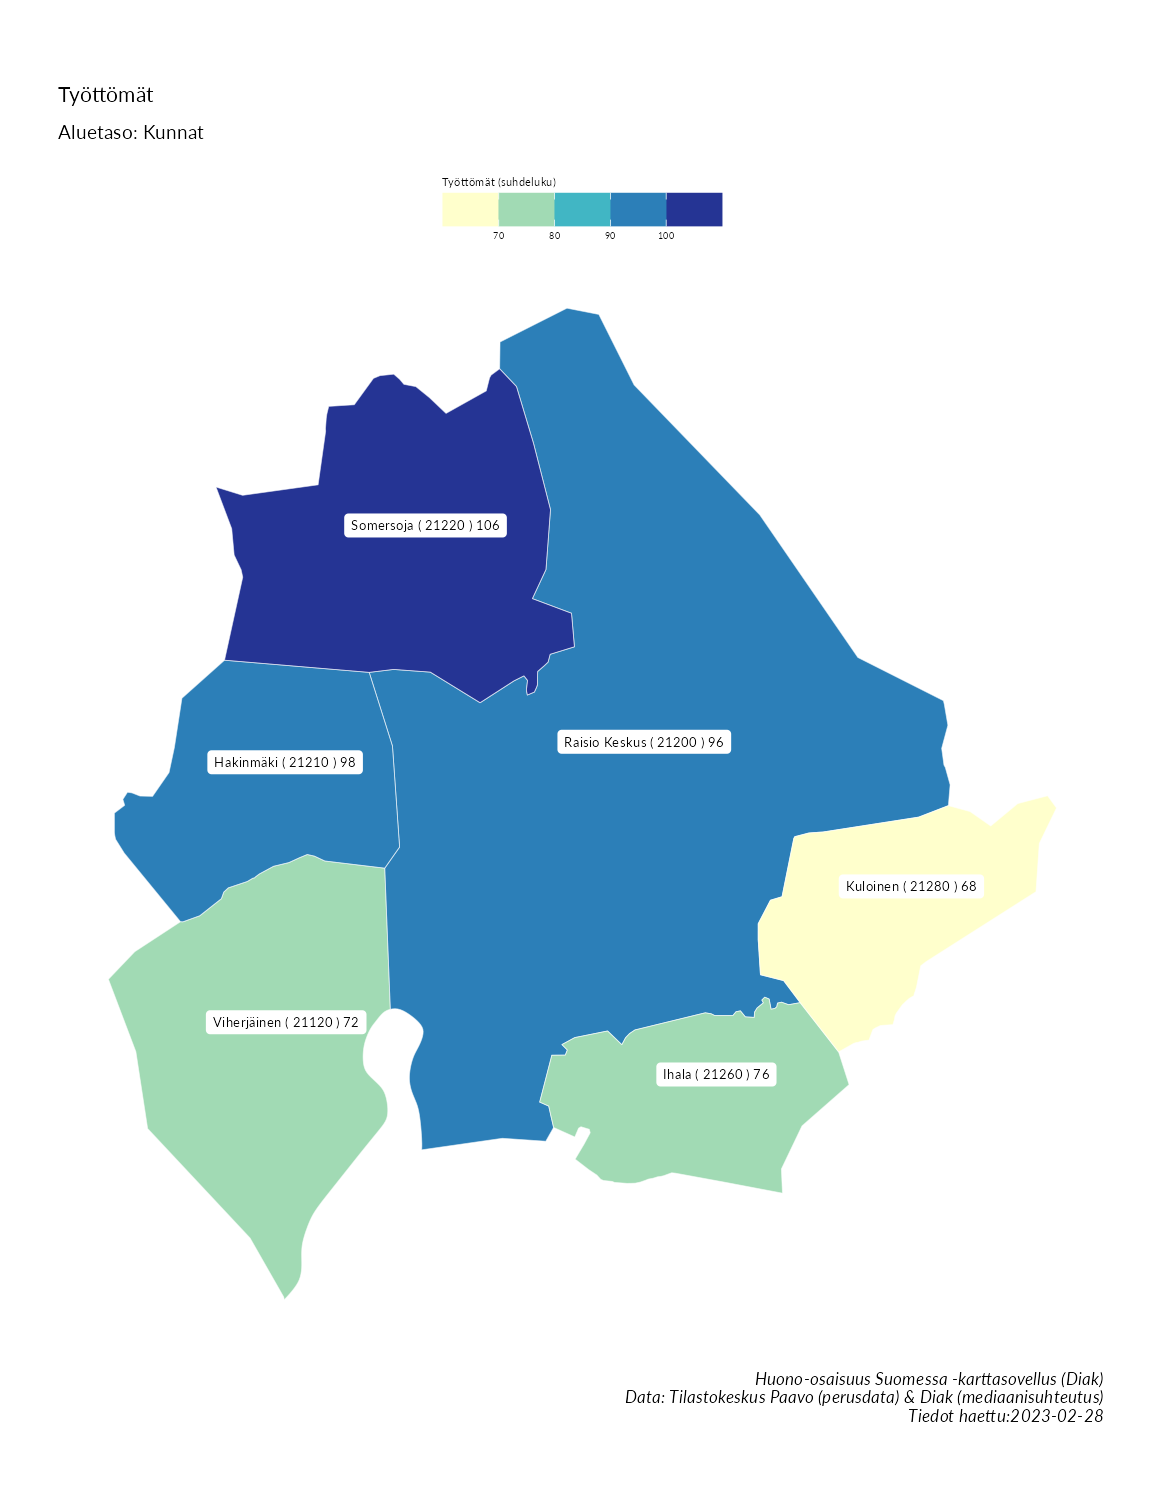 Työttömät
Aluetaso: Kunnat
Työttömät (suhdeluku)
70 80 90 100
Somersoja ( 21220 ) 106
Raisio Keskus ( 21200 ) 96
Hakinmäki ( 21210 ) 98
Kuloinen ( 21280 ) 68
Viherjäinen ( 21120 ) 72
Ihala ( 21260 ) 76
Huono-osaisuus Suomessa -karttasovellus (Diak)
Data: Tilastokeskus Paavo (perusdata) & Diak (mediaanisuhteutus)
Tiedot haettu:2023-02-28